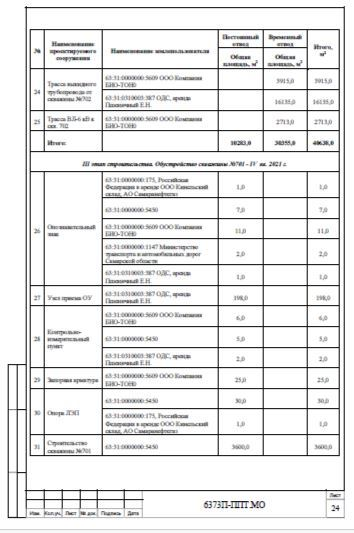 №
Наименование
проектируемого
сооружения
Наименование землепользователя
Постоянный
отвод
Временный
отвод
Итого,
м²
Общая
площадь, м²
Общая
площадь, м²
24
Трасса выкидного
трубопровода от
скважины №702
63:31:0000000:5609 ООО Компания
БИО-ТОН0
3915,0
3915,0
63:31:0310003:387 ОДС, аренда
Пшеничный Е.Н.
16135,0
16135,0
25
Трасса ВЛ-6 кВ к
скв. 702
63:31:0000000:5609 ООО Компания
БИО-ТОН0
2713,0
2713,0
Итого:
10283,0
30355,0
40638,0
III этап строительства. Обустройство скважины №701 - IV кв. 2021 г.
26
Опознавательный
знак
63:31:0000000:175, Российская
Федерация в аренде ООО Кинельский
склад, АО Самаранефтегаз
1,0
1,0
63:31:0000000:5450
7,0
7,0
63:31:0000000:5609 ООО Компания
БИО-ТОН0
11,0
11,0
63:31:0000000:1147 Министерство
транспорта и автомобильных дорог
Самарской области
2,0
2,0
63:31:0310003:387 ОДС, аренда
Пшеничный Е.Н.
1,0
1,0
27
Узел приема ОУ
63:31:0310003:387 ОДС, аренда
Пшеничный Е.Н.
198,0
198,0
28
Контрольно-
измерительный
пункт
63:31:0000000:5609 ООО Компания
БИО-ТОН0
6,0
6,0
63:31:0000000:5450
5,0
5,0
63:31:0310003:387 ОДС, аренда
Пшеничный Е.Н.
2,0
2,0
29
Запорная арматура
63:31:0000000:5609 ООО Компания
БИО-ТОН0
25,0
25,0
30
Опора ЛЭП
63:31:0000000:5450
30,0
30,0
63:31:0000000:175, Российская
Федерация в аренде ООО Кинельский
склад, АО Самаранефтегаз
1,0
1,0
31
Строительство
скважины №701
63:31:0000000:5450
3600,0
3600,0
Изм. Кол.уч. Лист № док. Подпись Дата
6373П-ППТ.МО
Лист
24